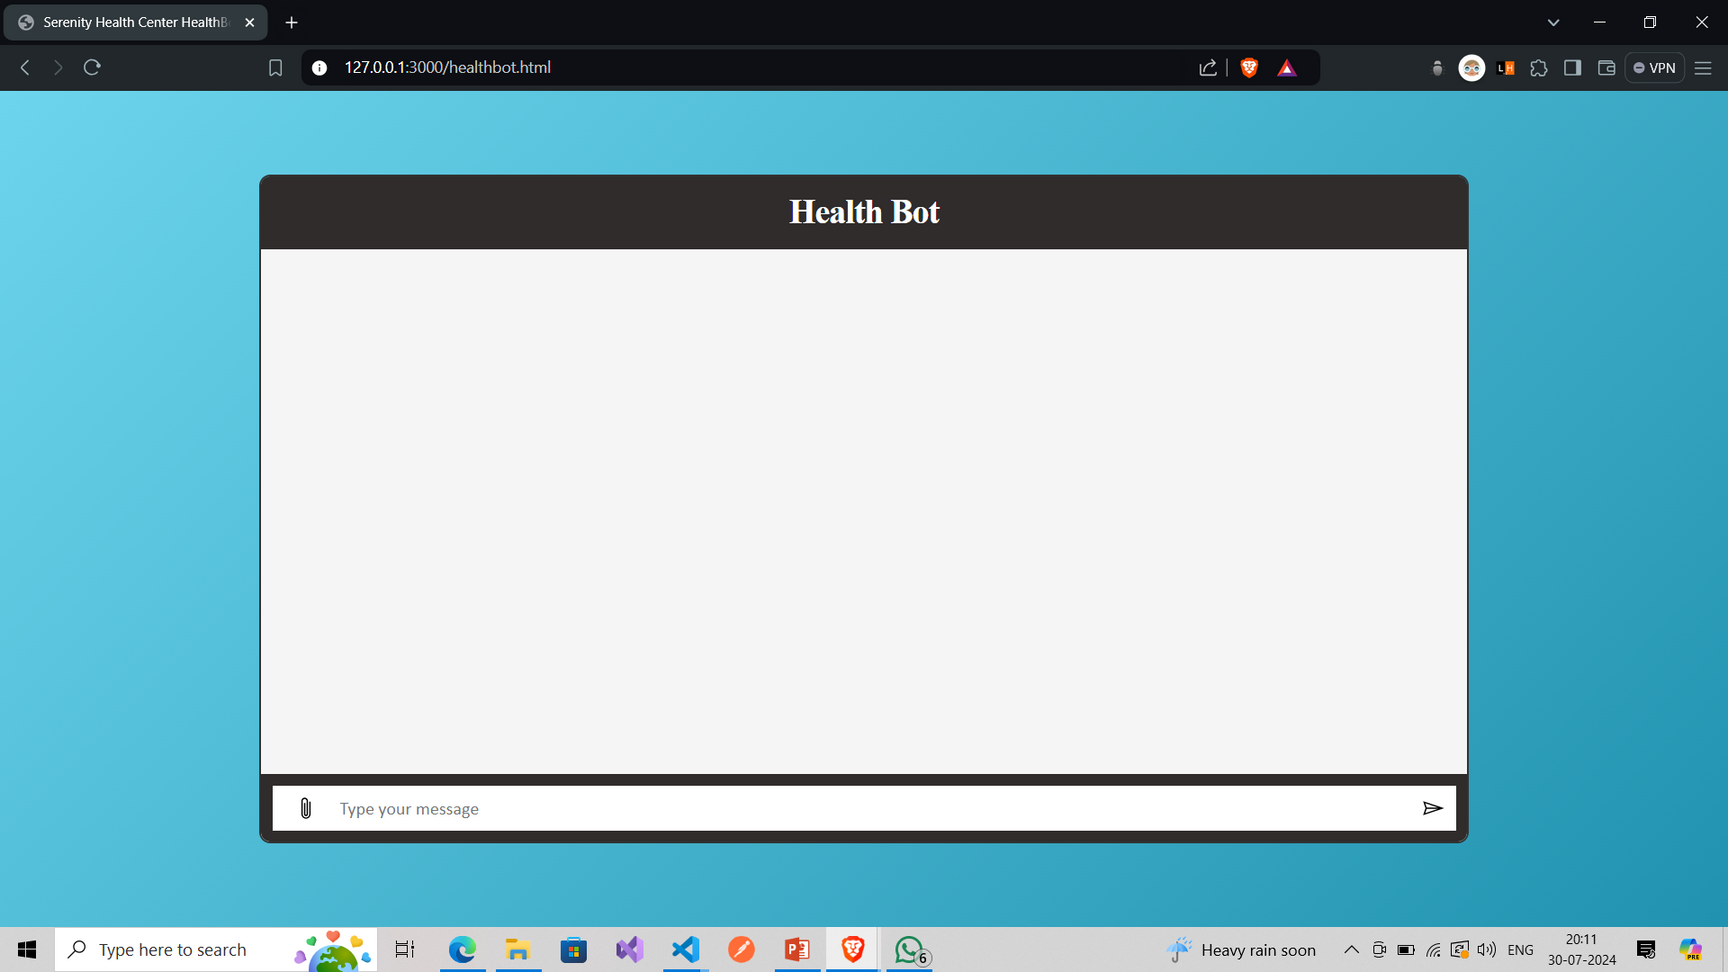 Serenity Health Center HealthB
127.0.0.1:3000/healthbot.html
VPN
Health Bot
Type your message
Type here to search
6
Heavy rain soon
ENG
20:11
30-07-2024
PRE